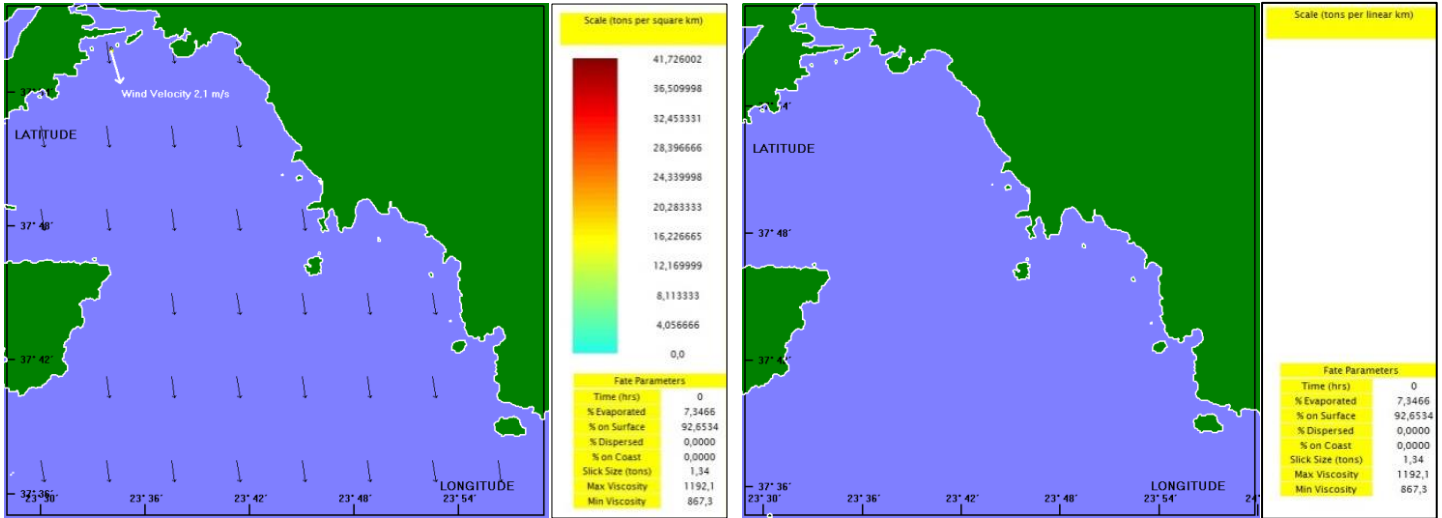 Wind Velocity 2,1 m/s
LATITUDE
37° 48´
37° 42´
37° 36´
LONGITUDE
23° 30´ 23° 36´ 23° 42´ 23° 48´ 23° 54´
Scale (tons per square km)
41,726002
36,509998
32,453331
28,396666
24,339998
20,283333
16,226665
12,169999
8,113333
4,056666
0,0
Fate Parameters
Time (hrs) 0
% Evaporated 7,3466
% on Surface 92,6534
% Dispersed 0,0000
% on Coast 0,0000
Slick Size (tons) 1,34
Max Viscosity 1192,1
Min Viscosity 867,3
LATITUDE
37° 48´
37° 36´
LONGITUDE
23° 30´ 23° 36´ 23° 42´ 23° 48´ 23° 54´ 24
Scale (tons per linear km)
Fate Parameters
Time (hrs) 0
% Evaporated 7,3466
% on Surface 92,6534
% Dispersed 0,0000
% on Coast 0,0000
Slick Size (tons) 1,34
Max Viscosity 1192,1
Min Viscosity 867,3